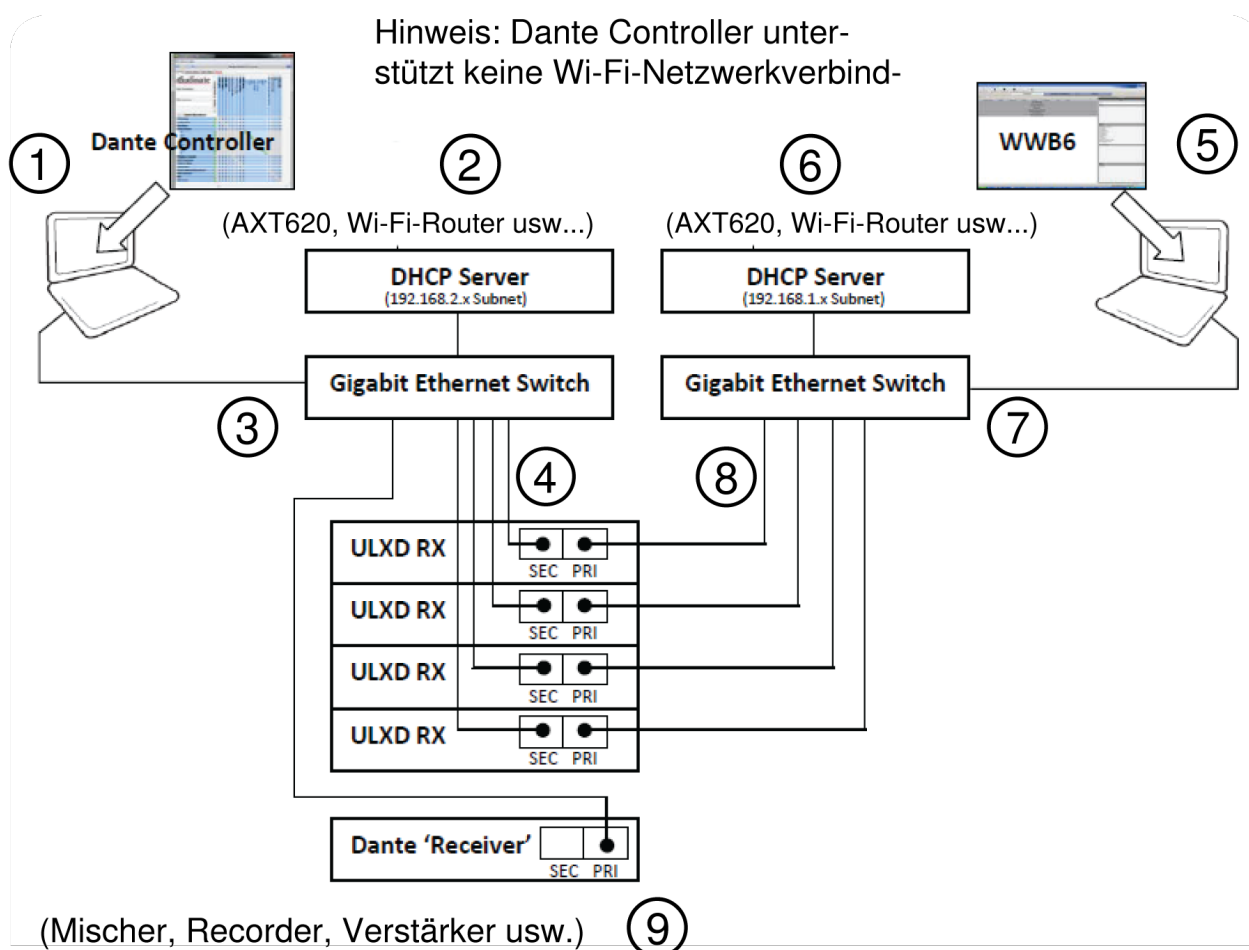 Hinweis: Dante Controller unter-
stützt keine Wi-Fi-Netzwerkverbind-
Dante Controller
WWB6
1
2
6
5
(AXT620, Wi-Fi-Router usw...)
(AXT620, Wi-Fi-Router usw...)
DHCP Server
(192.168.2.x Subnet)
DHCP Server
(192.168.1.x Subnet)
Gigabit Ethernet Switch
Gigabit Ethernet Switch
3
7
4
8
ULXD RX
SEC PRI
ULXD RX
SEC PRI
ULXD RX
SEC PRI
ULXD RX
SEC PRI
Dante ‘Receiver’
SEC PRI
(Mischer, Recorder, Verstärker usw.)
9